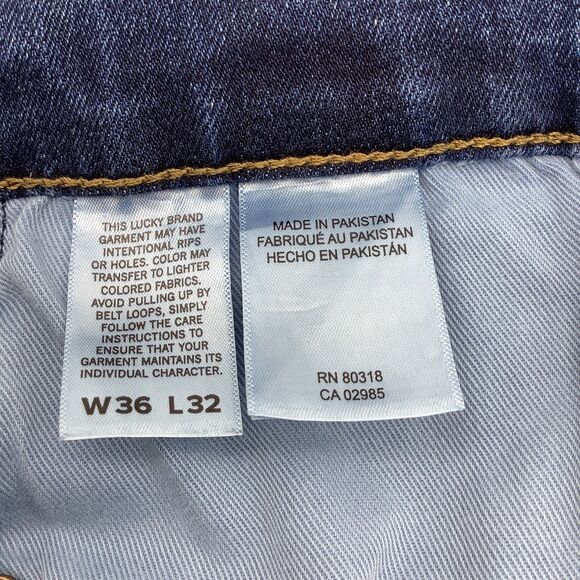 THIS LUCKY BRAND
GARMENT MAY HAVE
INTENTIONAL RIPS
OR HOLES. COLOR MAY
TRANSFER TO LIGHTER
COLORED FABRICS.
AVOID PULLING UP BY
BELT LOOPS, SIMPLY
FOLLOW THE CARE
INSTRUCTIONS TO
ENSURE THAT YOUR
GARMENT MAINTAINS ITS
INDIVIDUAL CHARACTER.
W36 L32
MADE IN PAKISTAN
FABRIQUÉ AU PAKISTAN
HECHO EN PAKISTÁN
RN 80318
CA 02985